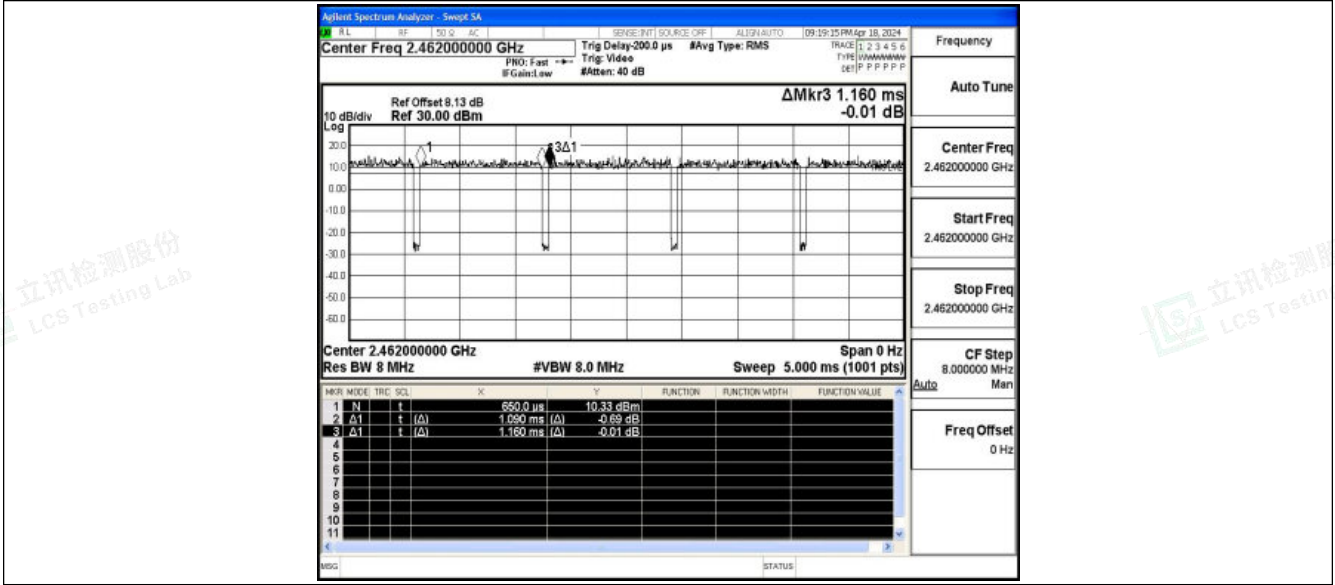 Agilent Spectrum Analyzer - Swept SA
RL RF 50 Ω AC SENSE:INT SOURCE OFF ALIGNAUTO 09:19:15 PM Apr 18, 2024
Center Freq 2.462000000 GHz
Trig Delay-200.0 µs #Avg Type: RMS
TRACE 1 2 3 4 5 6
PNO: Fast Trig: Video
TYPE WWWWWW
IFGain:Low #Atten: 40 dB
DET P P P P P P
Frequency
ΔMkr3 1.160 ms
-0.01 dB
Ref Offset 8.13 dB
10 dB/div Ref 30.00 dBm
Log
20.0
10.0
0.00
-10.0
-20.0
-30.0
-40.0
-50.0
-60.0
1
3Δ1
Center 2.462000000 GHz Span 0 Hz
Res BW 8 MHz #VBW 8.0 MHz Sweep 5.000 ms (1001 pts)
MKR MODE TRC SCL X Y FUNCTION FUNCTION WIDTH FUNCTION VALUE
1 N t 650.0 µs 10.33 dBm
2 Δ1 t (Δ) 1.090 ms (Δ) -0.69 dB
3 Δ1 t (Δ) 1.160 ms (Δ) -0.01 dB
4
5
6
7
8
9
10
11
MSG STATUS
Auto Tune
Center Freq
2.462000000 GHz
Start Freq
2.462000000 GHz
Stop Freq
2.462000000 GHz
CF Step
8.000000 MHz
Auto Man
Freq Offset
0 Hz
立讯检测股份
LCS Testing Lab
立讯检测
LCS Testin